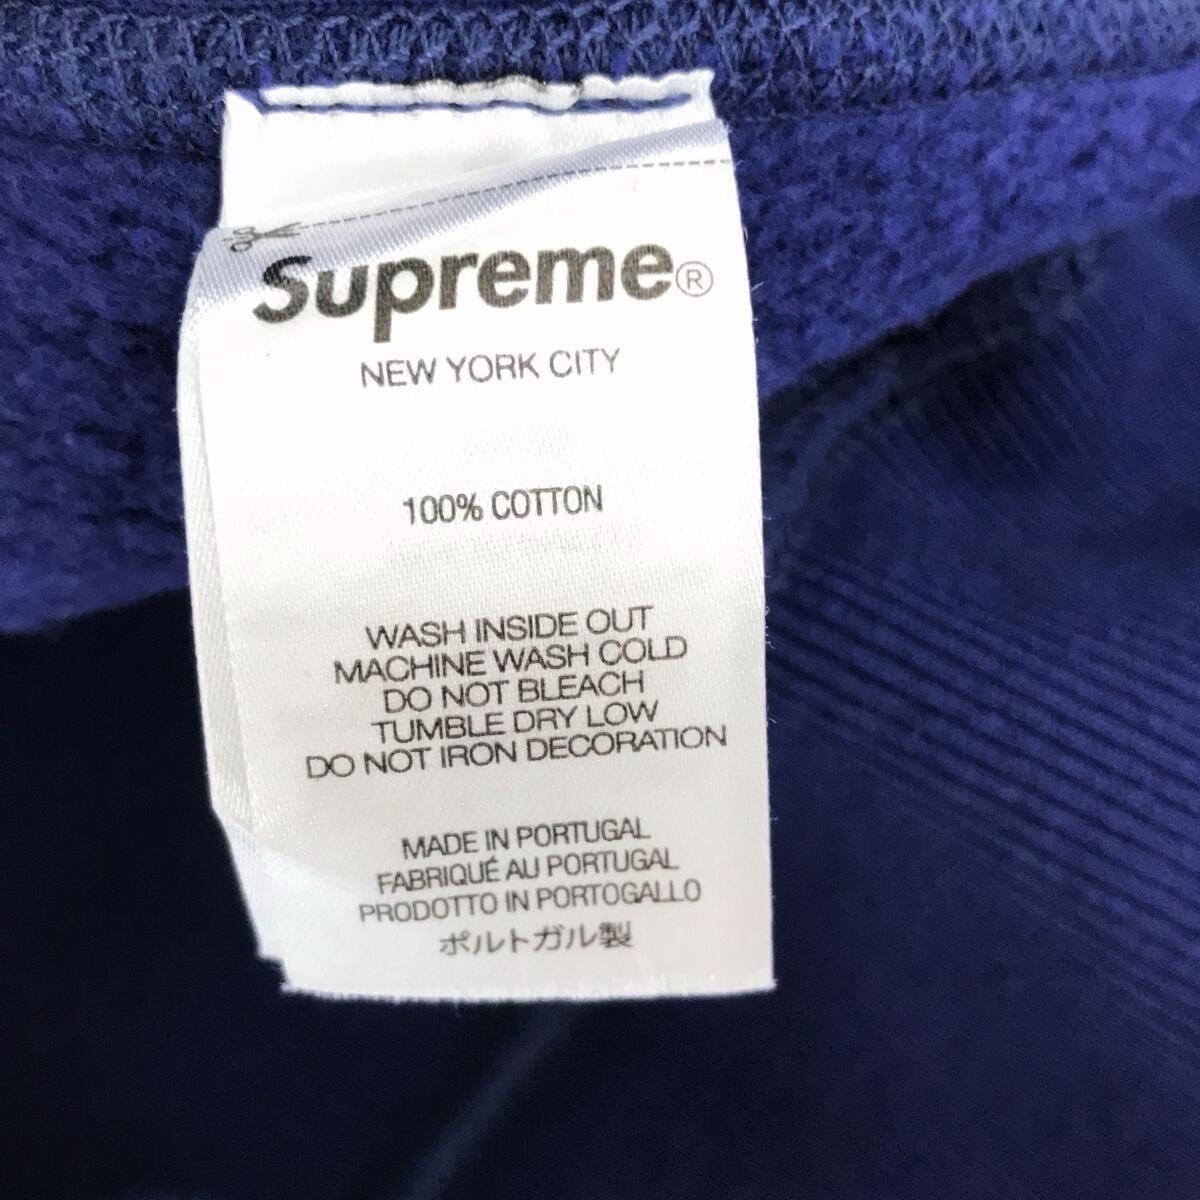 Supreme®
NEW YORK CITY
100% COTTON
WASH INSIDE OUT
MACHINE WASH COLD
DO NOT BLEACH
TUMBLE DRY LOW
DO NOT IRON DECORATION
MADE IN PORTUGAL
FABRIQUÉ AU PORTUGAL
PRODOTTO IN PORTOGALLO
ポルトガル製